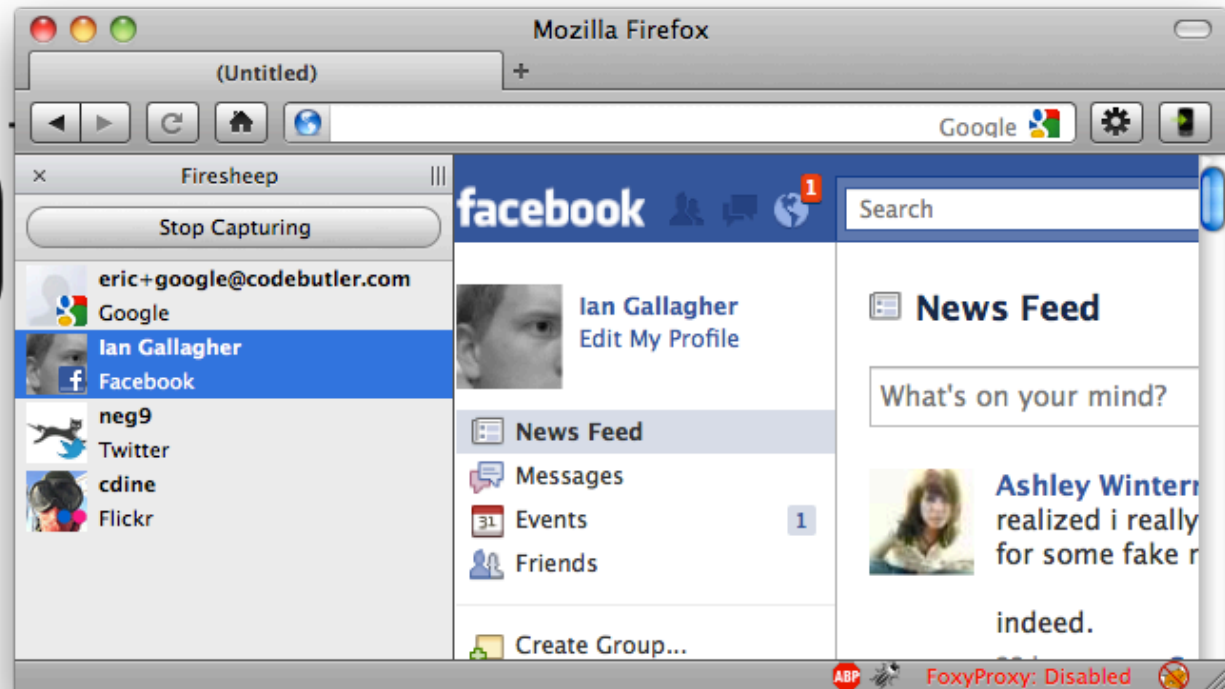 Mozilla Firefox
(Untitled)
Google
Firesheep
Stop Capturing
eric+google@codebutler.com
Google
Ian Gallagher
Facebook
neg9
Twitter
cdine
Flickr
facebook
1
Search
Ian Gallagher
Edit My Profile
News Feed
Messages
31 Events 1
Friends
Create Group...
News Feed
What's on your mind?
Ashley
realized i really
for some fake
indeed.
ABP FoxyProxy: Disabled